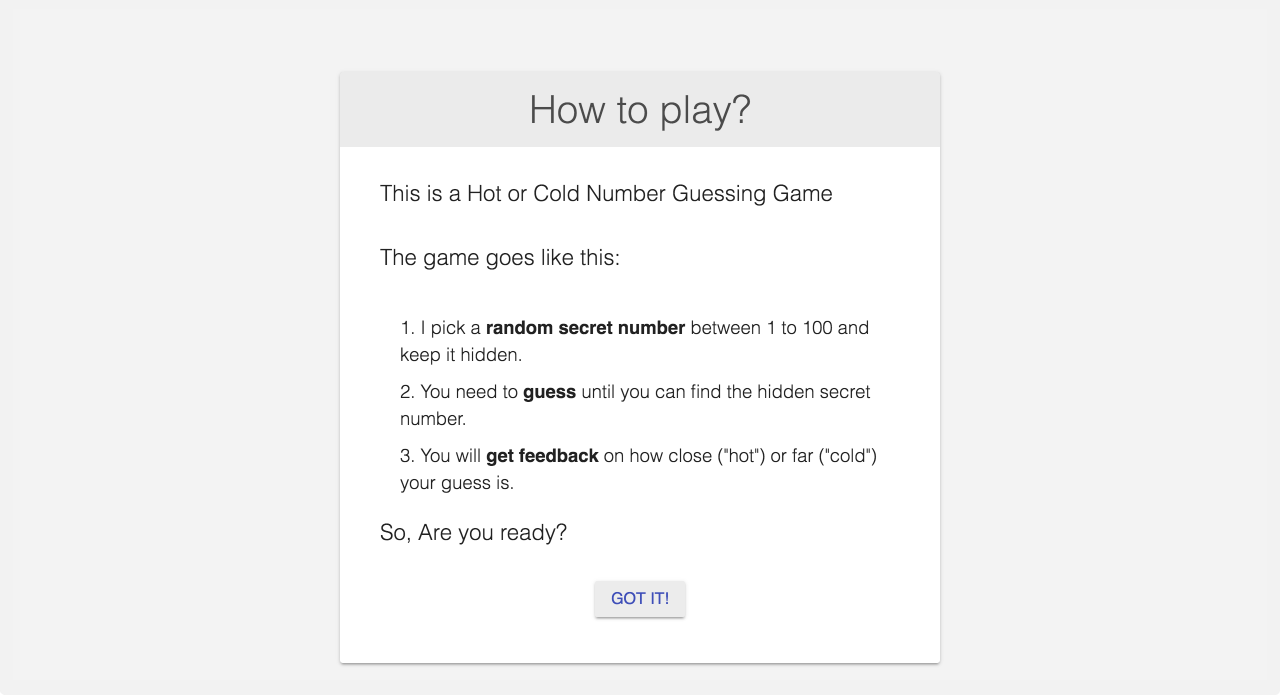 How to play?
This is a Hot or Cold Number Guessing Game
The game goes like this:
1. I pick a random secret number between 1 to 100 and
keep it hidden.
2. You need to guess until you can find the hidden secret
number.
3. You will get feedback on how close ("hot") or far ("cold")
your guess is.
So, Are you ready?
GOT IT!